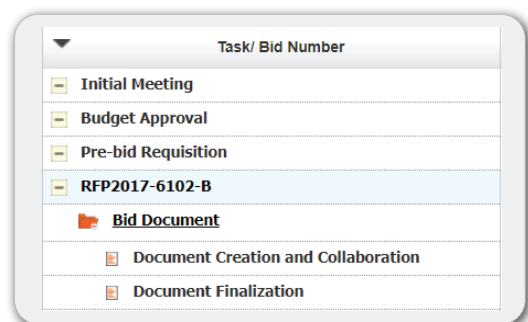 Task/ Bid Number
Initial Meeting
Budget Approval
Pre-bid Requisition
RFP2017-6102-B
Bid Document
Document Creation and Collaboration
Document Finalization